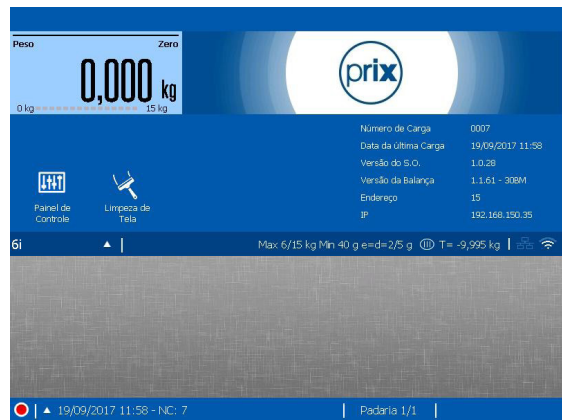 Peso Zero
0,000 kg
0 kg 15 kg
prix
Número de Carga 0007
Data da última Carga 19/09/2017 11:58
Versão do S.O. 1.0.28
Versão da Balança 1.1.61 - 308M
Endereço 15
IP 192.168.150.35
Painel de Controle
Limpeza de Tela
6i Max 6/15 kg Min 40 g e=d=2/5 g III T= -9,995 kg
19/09/2017 11:58 - NC: 7 Padaria 1/1